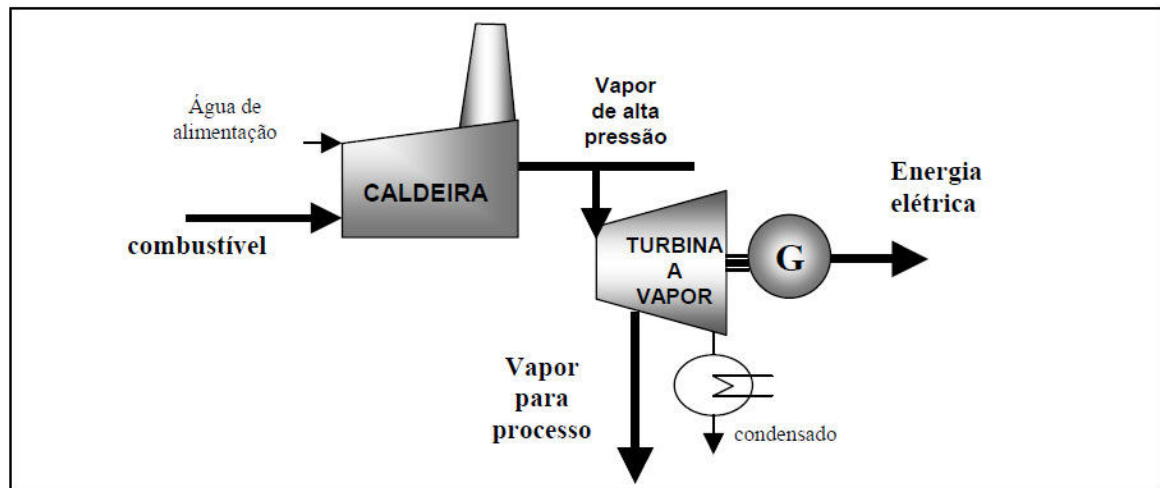 Água de
alimentação
combustível
CALDEIRA
Vapor
de alta
pressão
TURBINA
A
VAPOR
G
Energia
elétrica
Vapor
para
processo
condensado